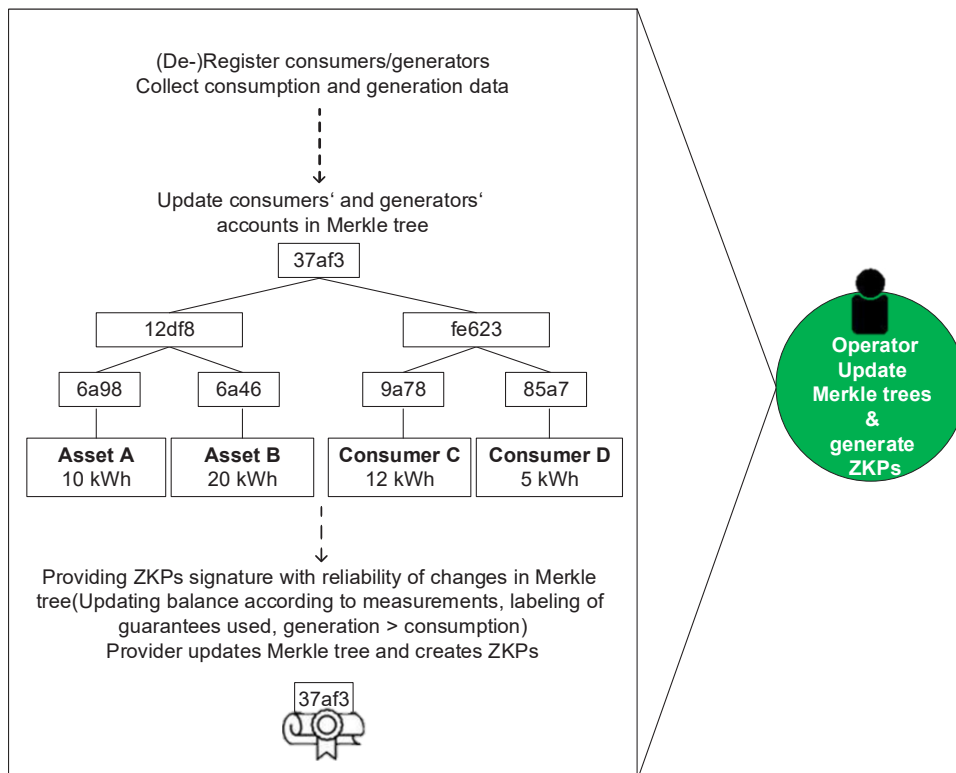 (De-)Register consumers/generators
Collect consumption and generation data
Update consumers‘ and generators‘
accounts in Merkle tree
37af3
12df8
fe623
6a98
6a46
9a78
85a7
Asset A
10 kWh
Asset B
20 kWh
Consumer C
12 kWh
Consumer D
5 kWh
Providing ZKPs signature with reliability of changes in Merkle
tree(Updating balance according to measurements, labeling of
guarantees used, generation > consumption)
Provider updates Merkle tree and creates ZKPs
37af3
Operator
Update
Merkle trees
&
generate
ZKPs